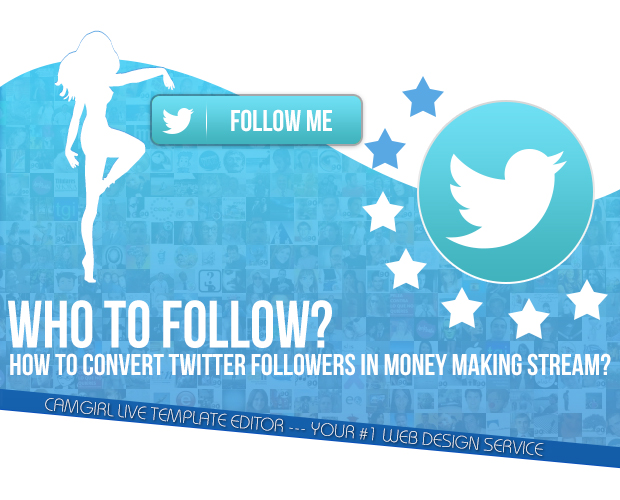 FOLLOW ME
WHO TO FOLLOW?
HOW TO CONVERT TWITTER FOLLOWERS IN MONEY MAKING STREAM?
CAMGIRL LIVE TEMPLATE EDITOR --- YOUR #1 WEB DESIGN SERVICE